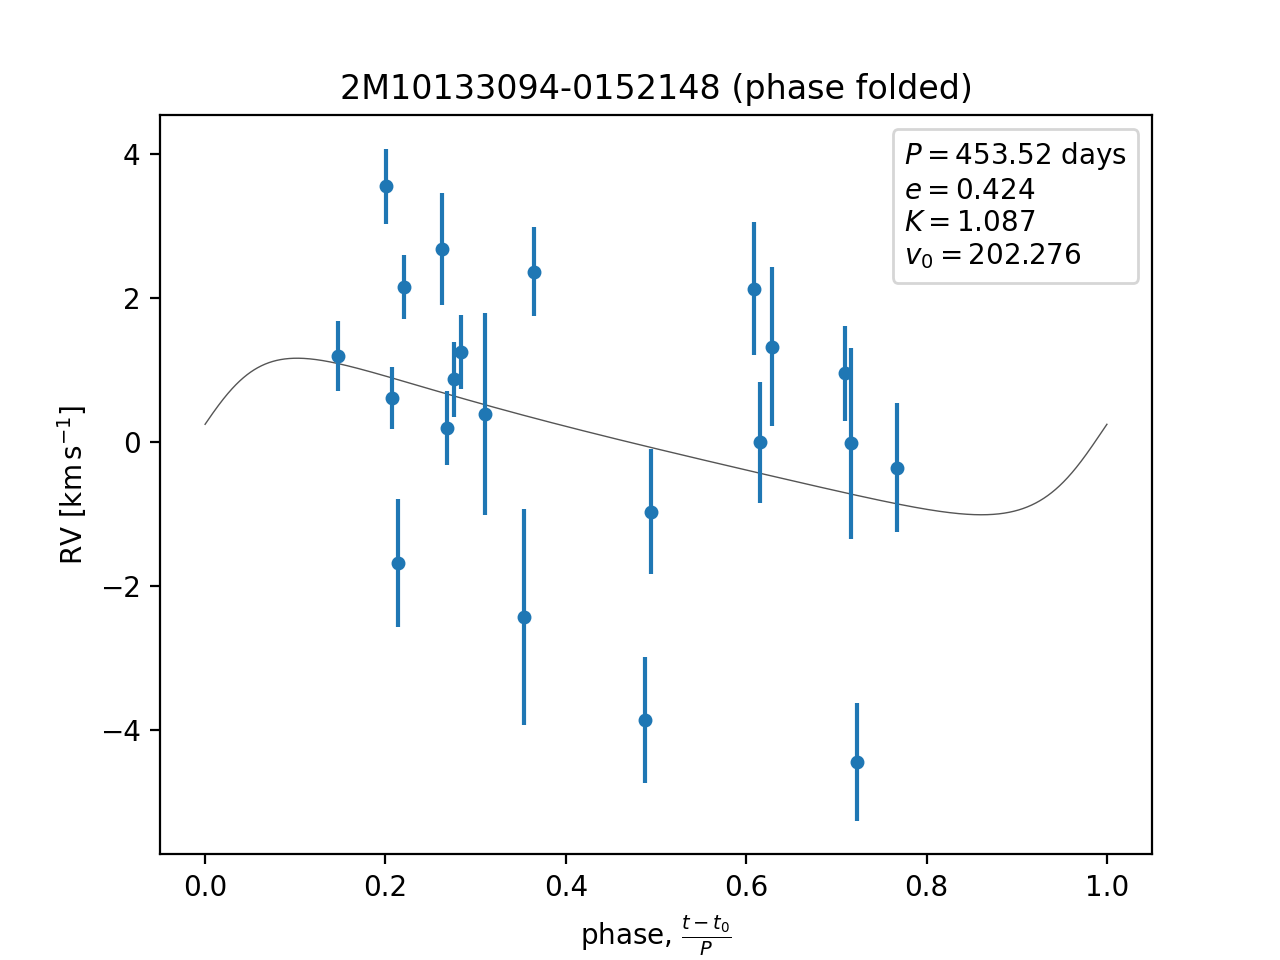 2M10133094-0152148 (phase folded)
P = 453.52 days
e = 0.424
K = 1.087
v₀ = 202.276
RV [km s⁻¹]
4
2
0
−2
−4
0.0 0.2 0.4 0.6 0.8 1.0
phase, (t − t₀)/P